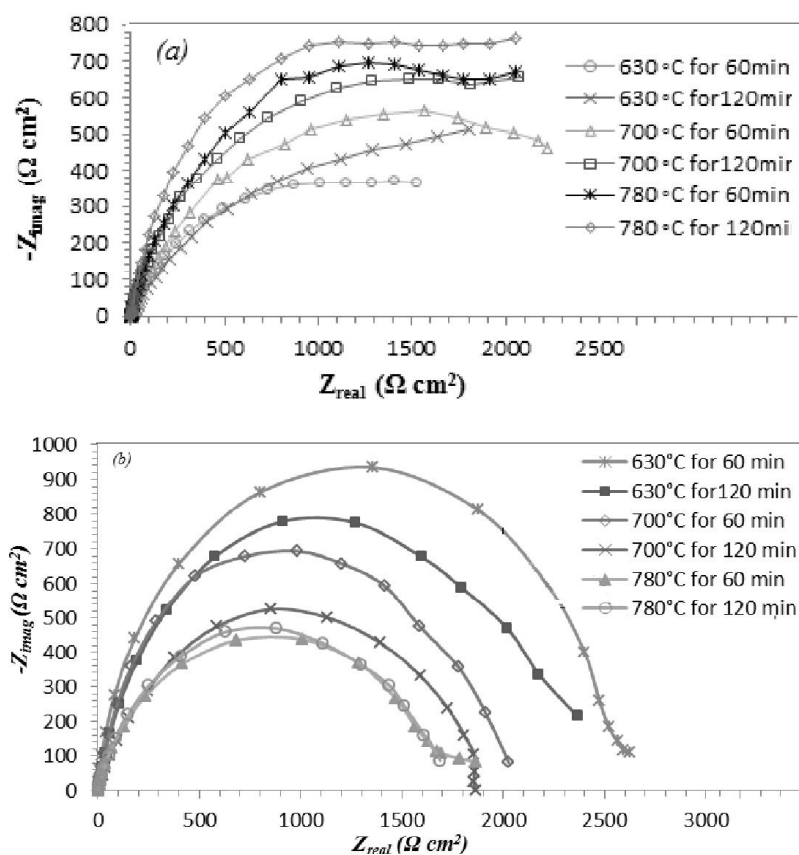 800
700
600
500
400
300
200
100
0
-Zimag (Ω cm²)
(a)
630°C for 60min
630°C for120min
700°C for 60min
700°C for120min
780°C for 60min
780°C for 120mi
0 500 1000 1500 2000 2500
Zreal (Ω cm²)
1000
900
800
700
600
500
400
300
200
100
0
-Zimag (Ω cm²)
(b)
630°C for 60 min
630°C for120 min
700°C for 60 min
700°C for 120 min
780°C for 60 min
780°C for 120 min
0 500 1000 1500 2000 2500 3000
Zreal (Ω cm²)